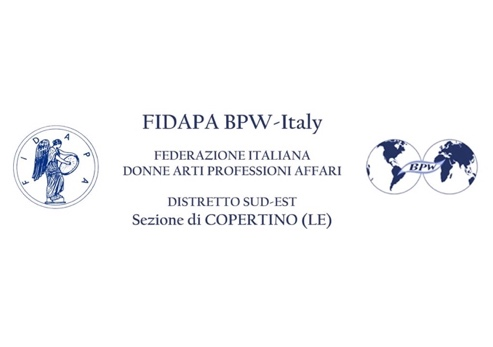 FIDAPA
FIDAPA BPW-Italy
FEDERAZIONE ITALIANA
DONNE ARTI PROFESSIONI AFFARI
DISTRETTO SUD-EST
Sezione di COPERTINO (LE)
BPW